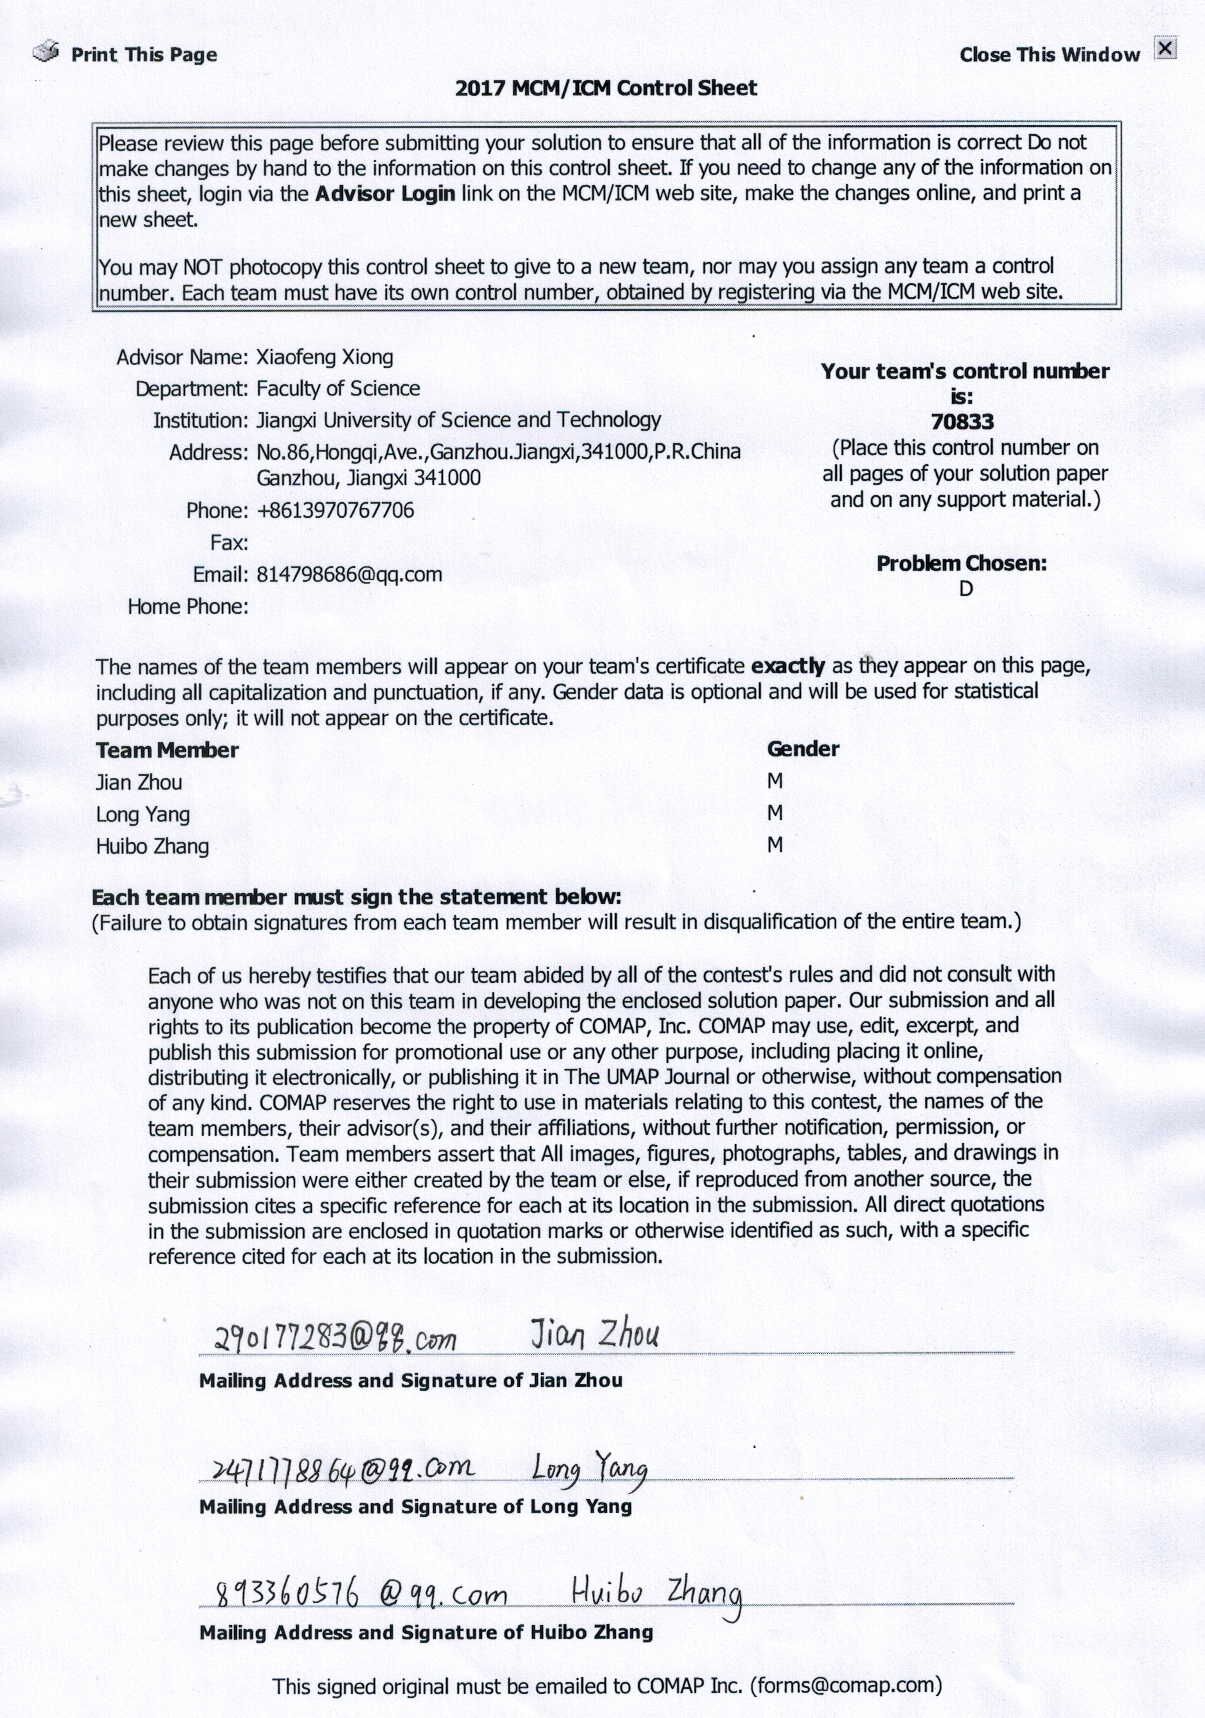 Print This Page
Close This Window
2017 MCM/ICM Control Sheet
Please review this page before submitting your solution to ensure that all of the information is correct Do not
make changes by hand to the information on this control sheet. If you need to change any of the information on
this sheet, login via the Advisor Login link on the MCM/ICM web site, make the changes online, and print a
new sheet.
You may NOT photocopy this control sheet to give to a new team, nor may you assign any team a control
number. Each team must have its own control number, obtained by registering via the MCM/ICM web site.
Advisor Name: Xiaofeng Xiong
Department: Faculty of Science
Institution: Jiangxi University of Science and Technology
Address: No.86,Hongqi,Ave.,Ganzhou.Jiangxi,341000,P.R.China
Ganzhou, Jiangxi 341000
Phone: +8613970767706
Fax:
Email: 814798686@qq.com
Home Phone:
Your team's control number
is:
70833
(Place this control number on
all pages of your solution paper
and on any support material.)
Problem Chosen:
D
The names of the team members will appear on your team's certificate exactly as they appear on this page,
including all capitalization and punctuation, if any. Gender data is optional and will be used for statistical
purposes only; it will not appear on the certificate.
Team Member Gender
Jian Zhou M
Long Yang M
Huibo Zhang M
Each team member must sign the statement below:
(Failure to obtain signatures from each team member will result in disqualification of the entire team.)
Each of us hereby testifies that our team abided by all of the contest's rules and did not consult with
anyone who was not on this team in developing the enclosed solution paper. Our submission and all
rights to its publication become the property of COMAP, Inc. COMAP may use, edit, excerpt, and
publish this submission for promotional use or any other purpose, including placing it online,
distributing it electronically, or publishing it in The UMAP Journal or otherwise, without compensation
of any kind. COMAP reserves the right to use in materials relating to this contest, the names of the
team members, their advisor(s), and their affiliations, without further notification, permission, or
compensation. Team members assert that All images, figures, photographs, tables, and drawings in
their submission were either created by the team or else, if reproduced from another source, the
submission cites a specific reference for each at its location in the submission. All direct quotations
in the submission are enclosed in quotation marks or otherwise identified as such, with a specific
reference cited for each at its location in the submission.
290177283@qq.com Jian Zhou
Mailing Address and Signature of Jian Zhou
2471778864@qq.com Long Yang
Mailing Address and Signature of Long Yang
893360576 @qq.com Huibo Zhang
Mailing Address and Signature of Huibo Zhang
This signed original must be emailed to COMAP Inc. (forms@comap.com)